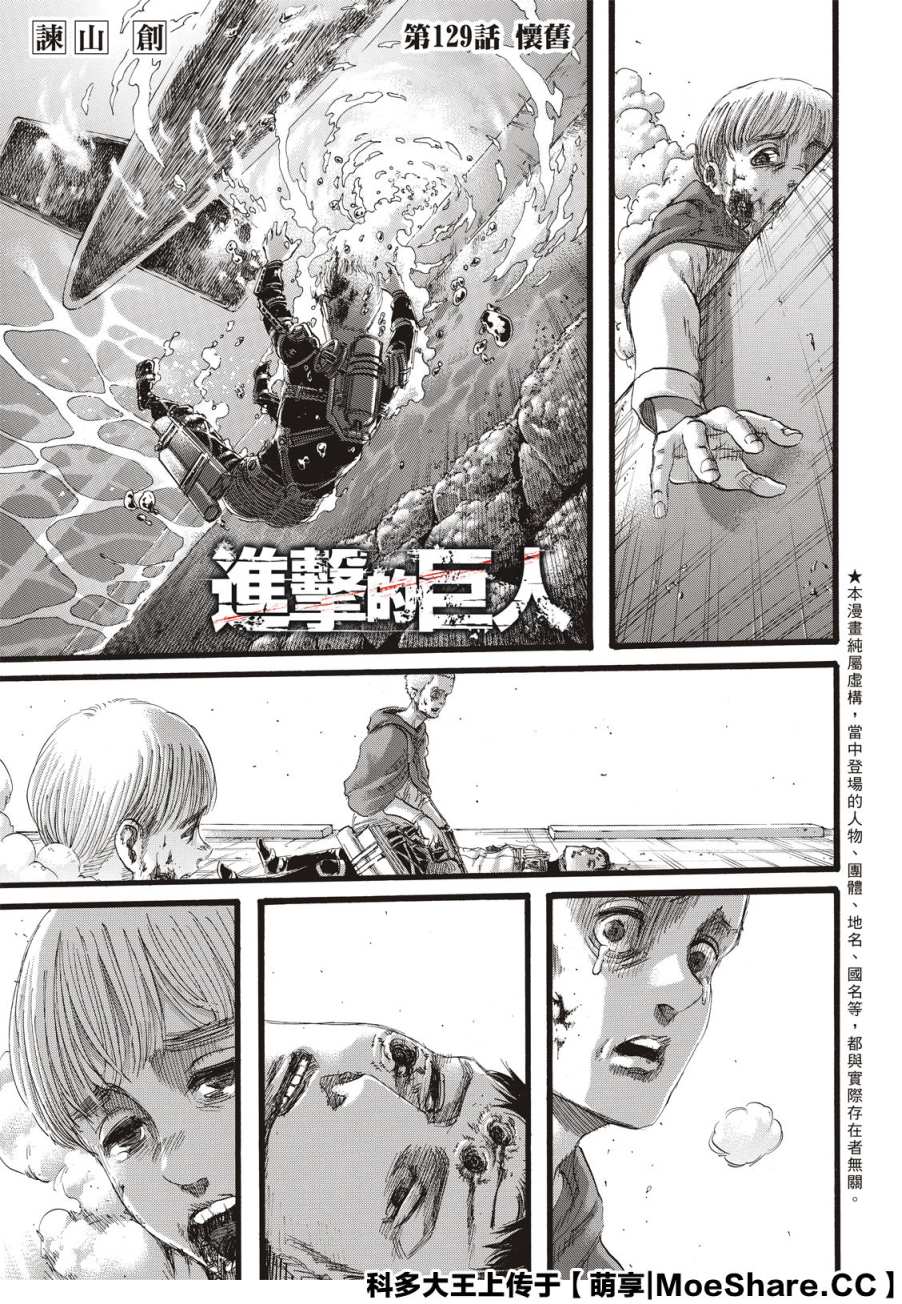 諫山 創
第129話 懷舊
進擊的巨人
★本漫畫純屬虛構，當中登場的人物、團體、地名、國名等，都與實際存在者無關。
科多大王上传于【萌享|MoeShare.CC】